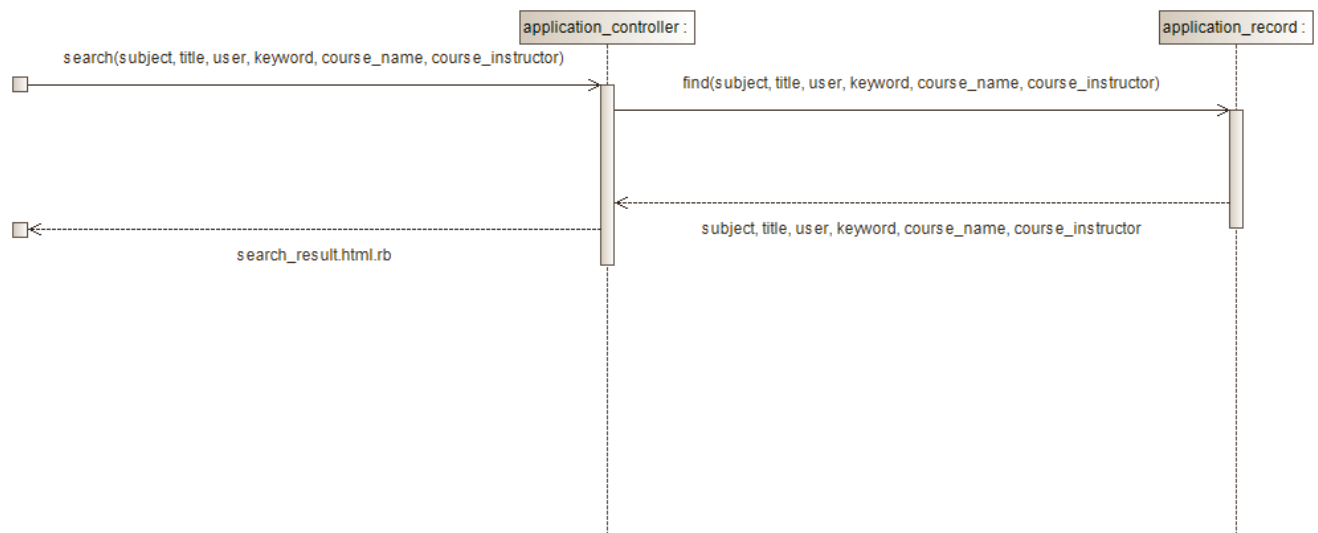 application_controller :
application_record :
search(subject, title, user, keyword, course_name, course_instructor)
find(subject, title, user, keyword, course_name, course_instructor)
subject, title, user, keyword, course_name, course_instructor
search_result.html.rb